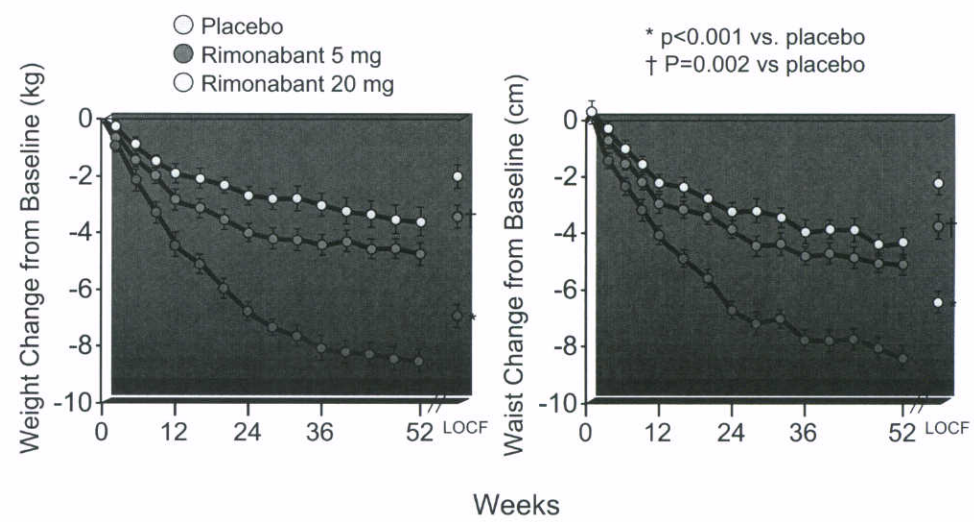 Placebo
Rimonabant 5 mg
Rimonabant 20 mg
* p<0.001 vs. placebo
† P=0.002 vs placebo
Weight Change from Baseline (kg)
0
-2
-4
-6
-8
-10
0 12 24 36 52 LOCF
†
*
Waist Change from Baseline (cm)
0
-2
-4
-6
-8
-10
0 12 24 36 52 LOCF
†
*
Weeks